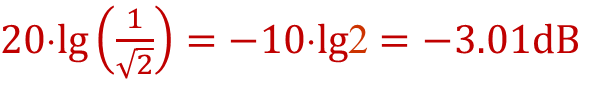 20·lg(1/√2) = −10·lg2 = −3.01dB